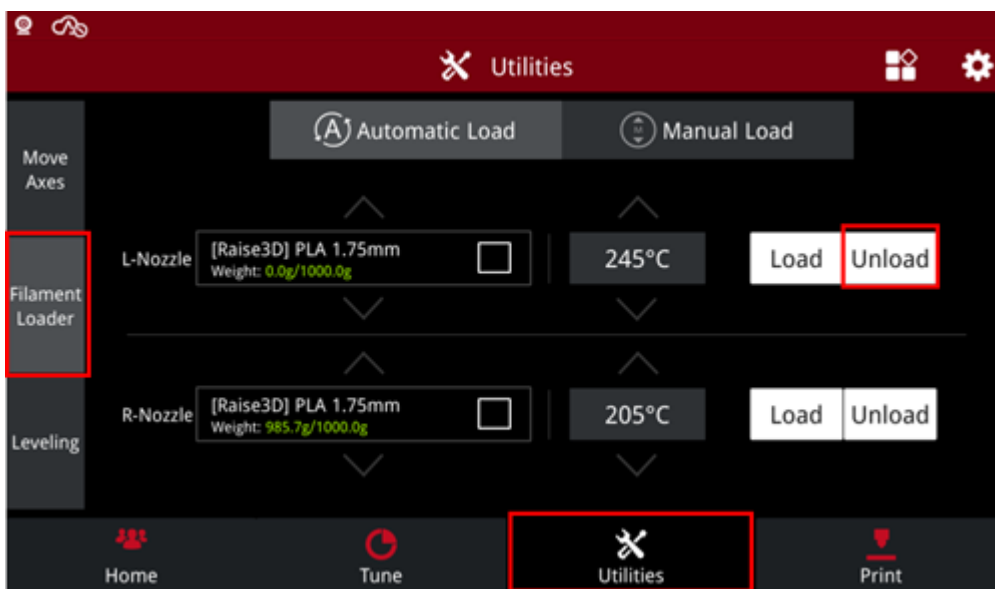 Utilities
Automatic Load
Manual Load
Move
Axes
Filament
Loader
Leveling
L-Nozzle
[Raise3D] PLA 1.75mm
Weight: 0.0g/1000.0g
245°C
Load
Unload
R-Nozzle
[Raise3D] PLA 1.75mm
Weight: 985.7g/1000.0g
205°C
Load
Unload
Home
Tune
Utilities
Print